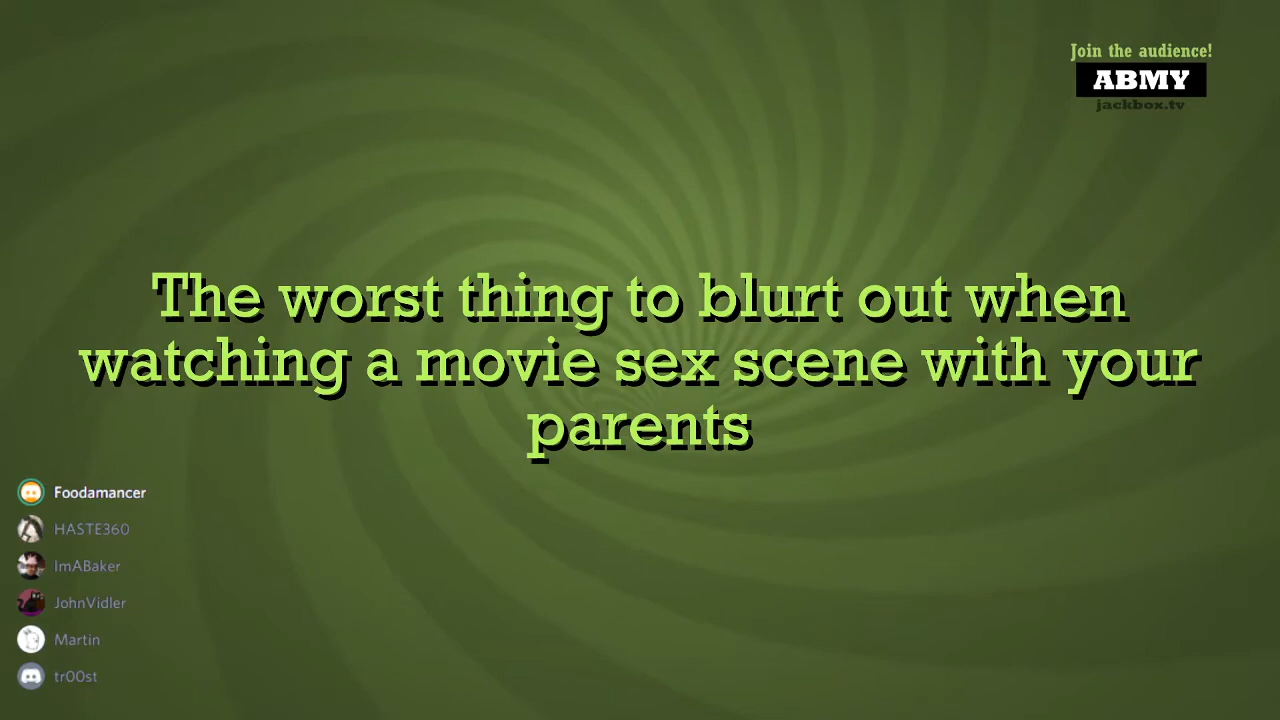 Join the audience!
ABMY
jackbox.tv
The worst thing to blurt out when
watching a movie sex scene with your
parents
Foodamancer
HASTE360
ImABaker
JohnVidler
Martin
tr00st